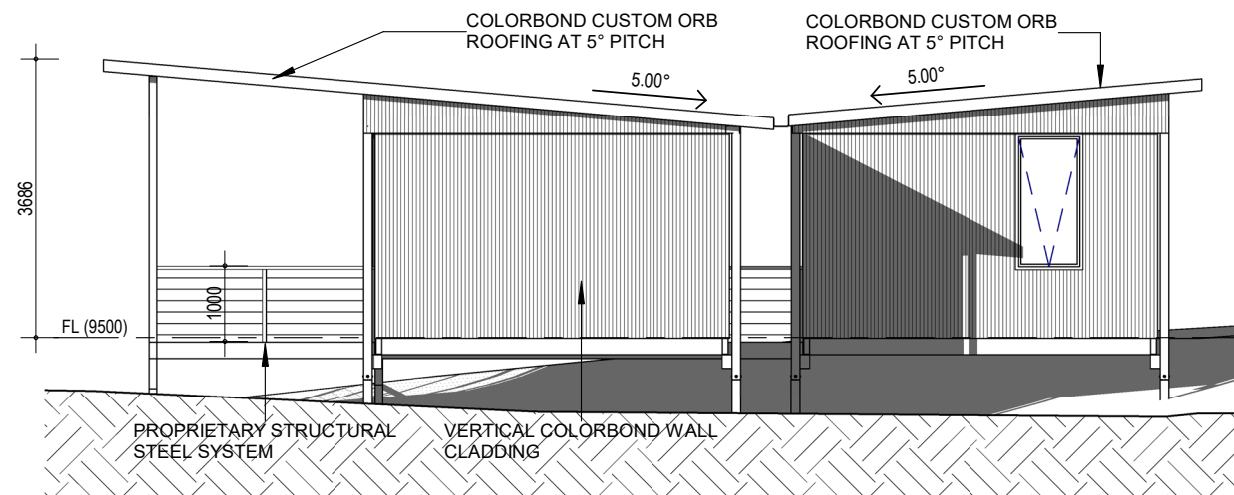 COLORBOND CUSTOM ORB
ROOFING AT 5° PITCH
COLORBOND CUSTOM ORB
ROOFING AT 5° PITCH
5.00°
5.00°
3686
1000
FL (9500)
PROPRIETARY STRUCTURAL
STEEL SYSTEM
VERTICAL COLORBOND WALL
CLADDING